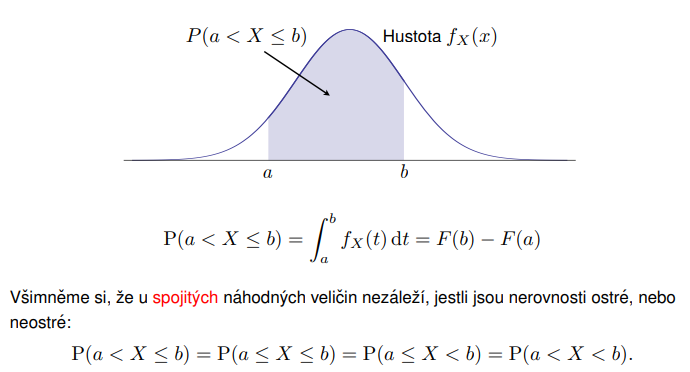 P(a < X ≤ b)
Hustota f_X(x)
a
b
P(a < X ≤ b) = ∫_a^b f_X(t) dt = F(b) − F(a)
Všimněme si, že u spojitých náhodných veličin nezáleží, jestli jsou nerovnosti ostré, nebo
neostré:
P(a < X ≤ b) = P(a ≤ X ≤ b) = P(a ≤ X < b) = P(a < X < b).